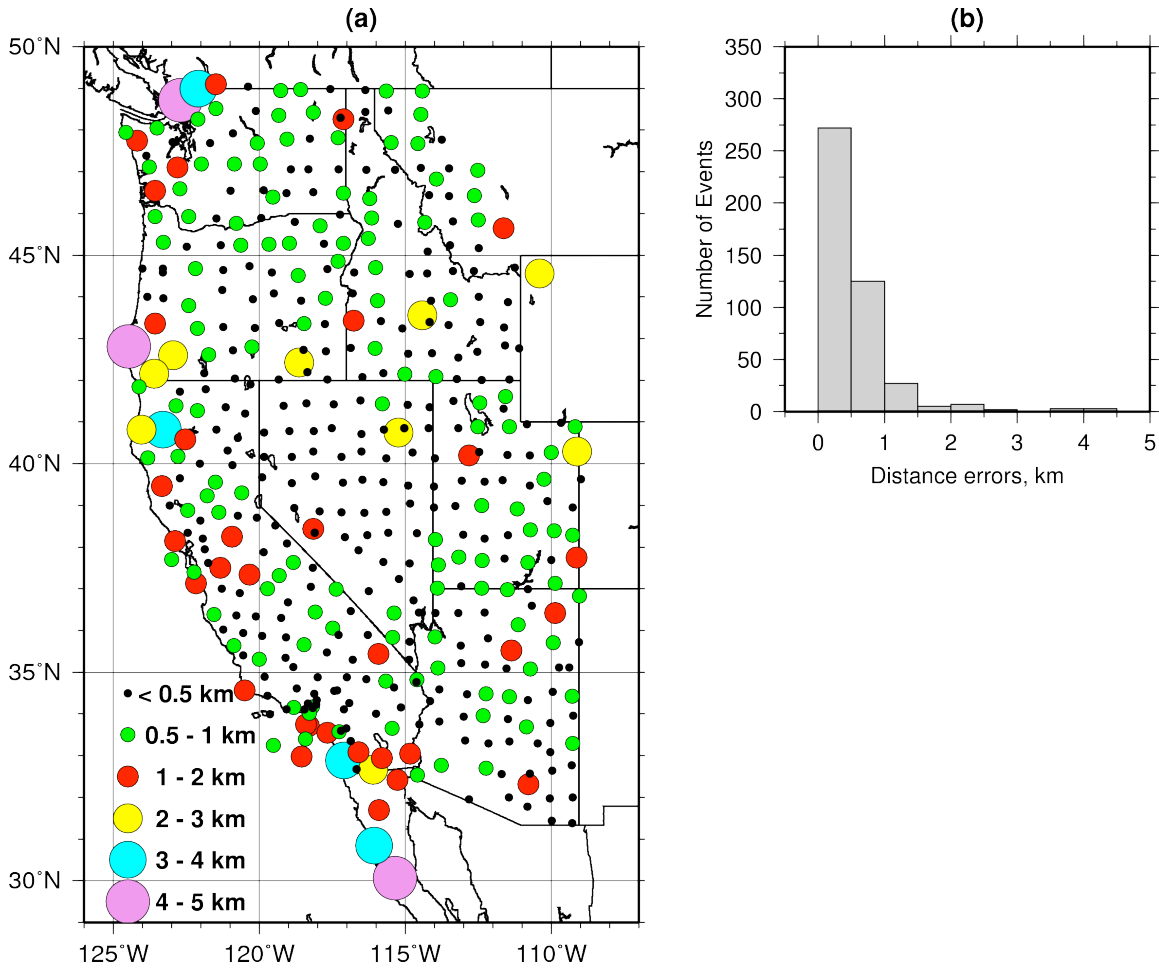 (a)
50°N
45°N
40°N
35°N
30°N
< 0.5 km
0.5 - 1 km
1 - 2 km
2 - 3 km
3 - 4 km
4 - 5 km
125°W 120°W 115°W 110°W
(b)
Number of Events
350
300
250
200
150
100
50
0
0 1 2 3 4 5
Distance errors, km